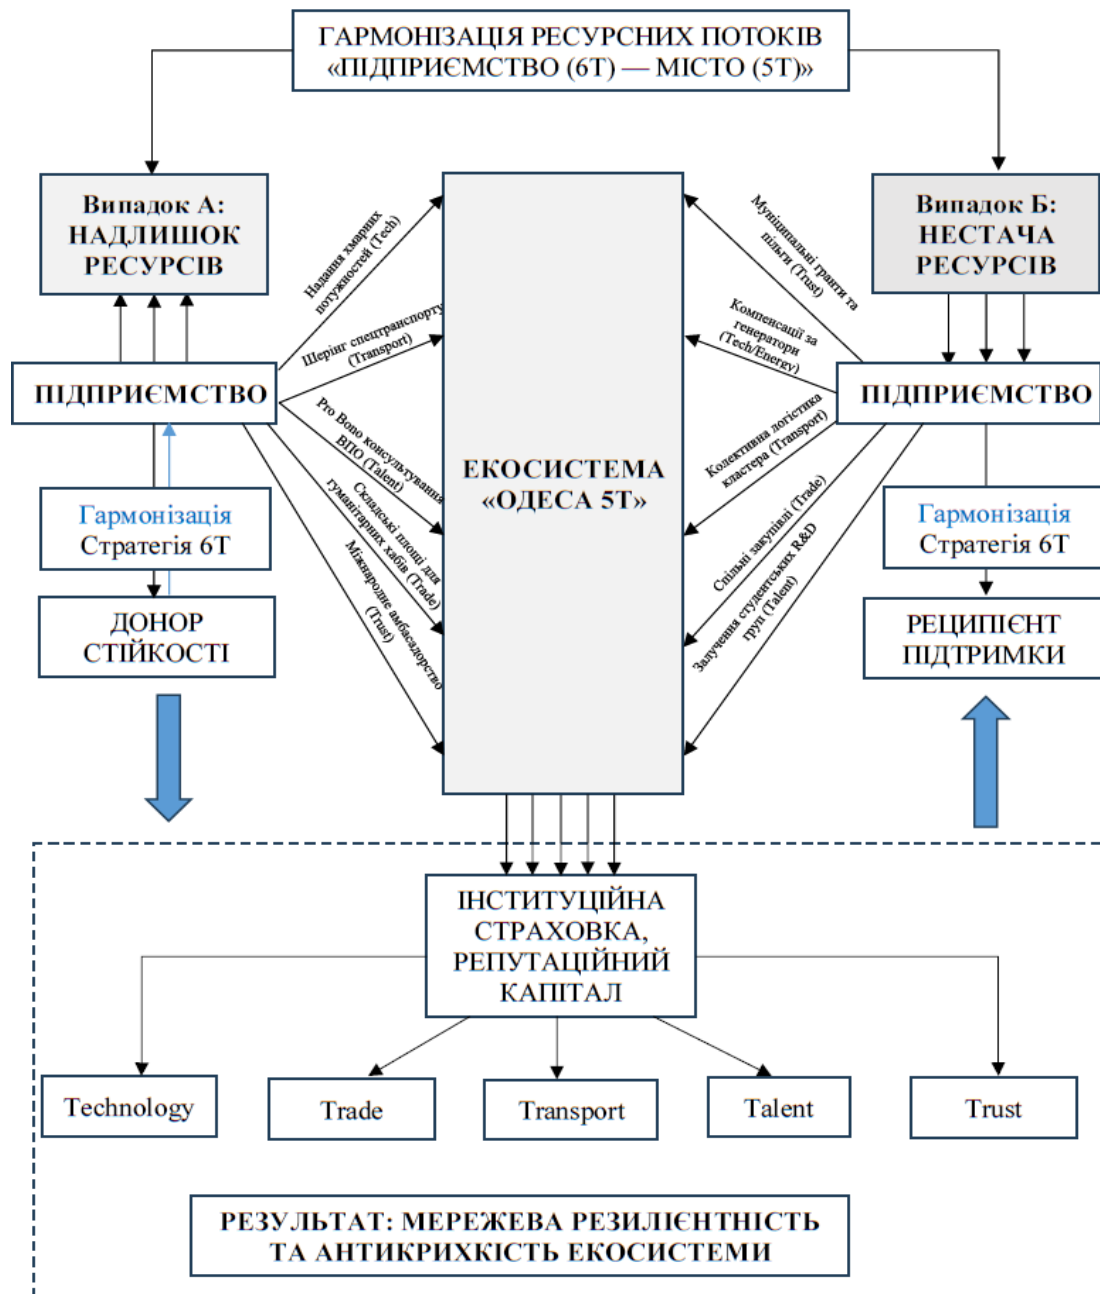 ГАРМОНІЗАЦІЯ РЕСУРСНИХ ПОТОКІВ
«ПІДПРИЄМСТВО (6Т) — МІСТО (5Т)»
Випадок А:
НАДЛИШОК
РЕСУРСІВ
ПІДПРИЄМСТВО
Гармонізація
Стратегія 6Т
ДОНОР
СТІЙКОСТІ
Надання хмарних
потужностей (Tech)
Шерінг спецтранспорту
(Transport)
Pro Bono консультування
ВПО (Talent)
Складські площі для
гуманітарних хабів (Trade)
Міжнародне амбасадорство
(Trust)
ЕКОСИСТЕМА
«ОДЕСА 5Т»
Муніципальні гранти та
пільги (Trust)
Компенсації за
генератори
(Tech/Energy)
Колективна логістика
кластера (Transport)
Спільні закупівлі (Trade)
Залучення студентських R&D
груп (Talent)
Випадок Б:
НЕСТАЧА
РЕСУРСІВ
ПІДПРИЄМСТВО
Гармонізація
Стратегія 6Т
РЕЦИПІЄНТ
ПІДТРИМКИ
ІНСТИТУЦІЙНА
СТРАХОВКА,
РЕПУТАЦІЙНИЙ
КАПІТАЛ
Technology
Trade
Transport
Talent
Trust
РЕЗУЛЬТАТ: МЕРЕЖЕВА РЕЗИЛІЄНТНІСТЬ
ТА АНТИКРИХКІСТЬ ЕКОСИСТЕМИ